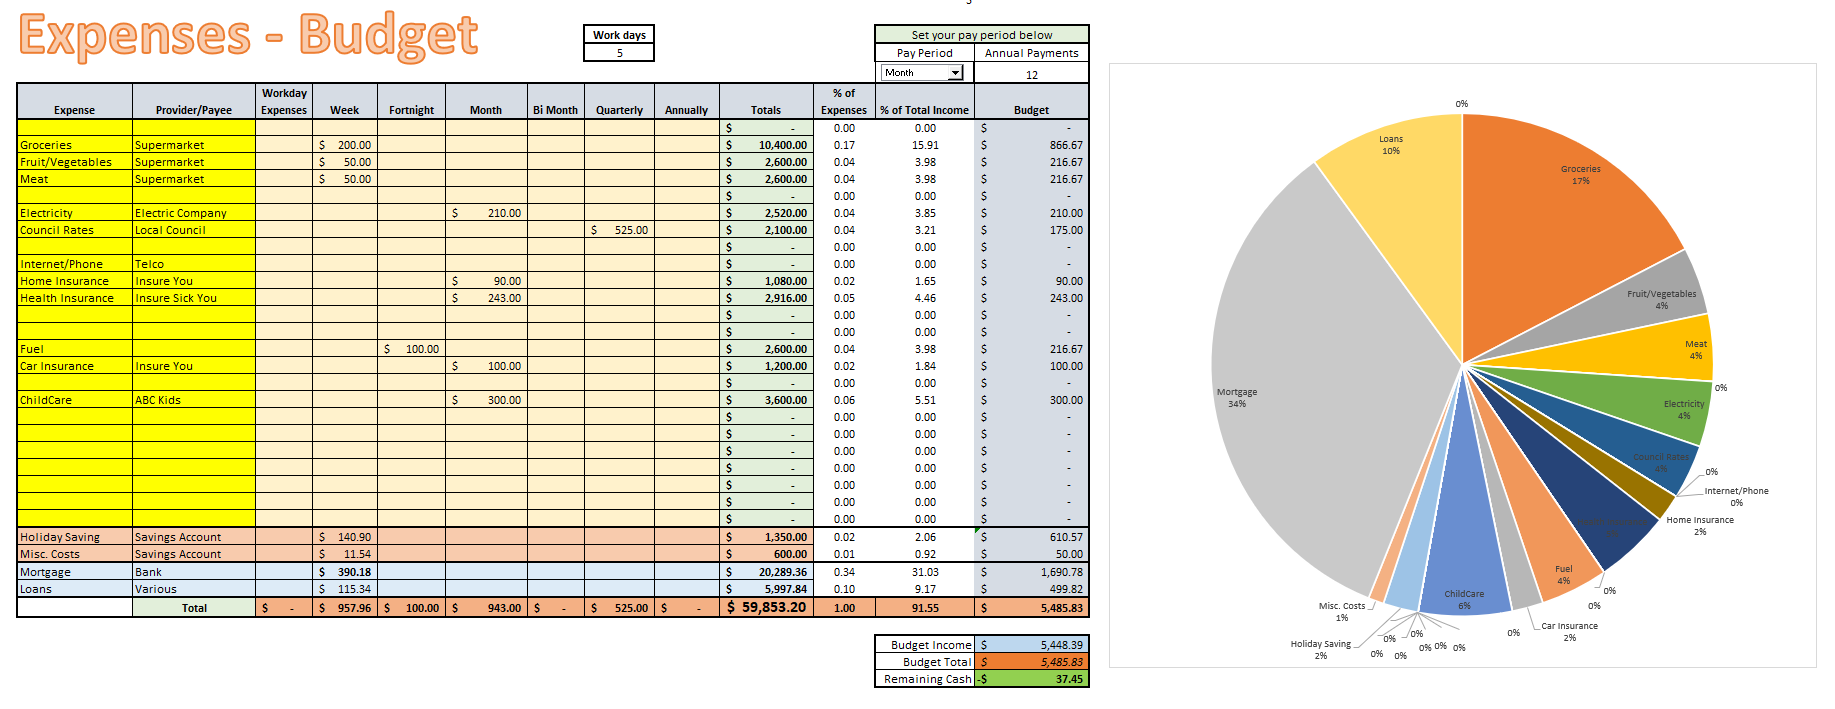 Expenses - Budget
Work days
5
Set your pay period below
Pay Period Annual Payments
Month 12
Expense Provider/Payee Workday Expenses Week Fortnight Month Bi Month Quarterly Annually Totals % of Expenses % of Total Income Budget
$ - 0.00 0.00 $ -
Groceries Supermarket $ 200.00 $ 10,400.00 0.17 15.91 $ 866.67
Fruit/Vegetables Supermarket $ 50.00 $ 2,600.00 0.04 3.98 $ 216.67
Meat Supermarket $ 50.00 $ 2,600.00 0.04 3.98 $ 216.67
$ - 0.00 0.00 $ -
Electricity Electric Company $ 210.00 $ 2,520.00 0.04 3.85 $ 210.00
Council Rates Local Council $ 525.00 $ 2,100.00 0.04 3.21 $ 175.00
$ - 0.00 0.00 $ -
Internet/Phone Telco $ - 0.00 0.00 $ -
Home Insurance Insure You $ 90.00 $ 1,080.00 0.02 1.65 $ 90.00
Health Insurance Insure Sick You $ 243.00 $ 2,916.00 0.05 4.46 $ 243.00
$ - 0.00 0.00 $ -
$ - 0.00 0.00 $ -
Fuel $ 100.00 $ 2,600.00 0.04 3.98 $ 216.67
Car Insurance Insure You $ 100.00 $ 1,200.00 0.02 1.84 $ 100.00
$ - 0.00 0.00 $ -
ChildCare ABC Kids $ 300.00 $ 3,600.00 0.06 5.51 $ 300.00
$ - 0.00 0.00 $ -
$ - 0.00 0.00 $ -
$ - 0.00 0.00 $ -
$ - 0.00 0.00 $ -
$ - 0.00 0.00 $ -
$ - 0.00 0.00 $ -
$ - 0.00 0.00 $ -
Holiday Saving Savings Account $ 140.90 $ 1,350.00 0.02 2.06 $ 610.57
Misc. Costs Savings Account $ 11.54 $ 600.00 0.01 0.92 $ 50.00
Mortgage Bank $ 390.18 $ 20,289.36 0.34 31.03 $ 1,690.78
Loans Various $ 115.34 $ 5,997.84 0.10 9.17 $ 499.82
Total $ - $ 957.96 $ 100.00 $ 943.00 $ - $ 525.00 $ - $ 59,853.20 1.00 91.55 $ 5,485.83
Budget Income $ 5,448.39
Budget Total $ 5,485.83
Remaining Cash -$ 37.45
0%
Groceries
17%
Fruit/Vegetables
4%
Meat
4%
0%
Electricity
4%
Council Rates
4%
0%
Internet/Phone
0%
Home Insurance
2%
0%
0%
Fuel
4%
Car Insurance
2%
0%
ChildCare
6%
0%
0%
0%
0%
0%
0%
0%
Holiday Saving
2%
Misc. Costs
1%
Mortgage
34%
Loans
10%